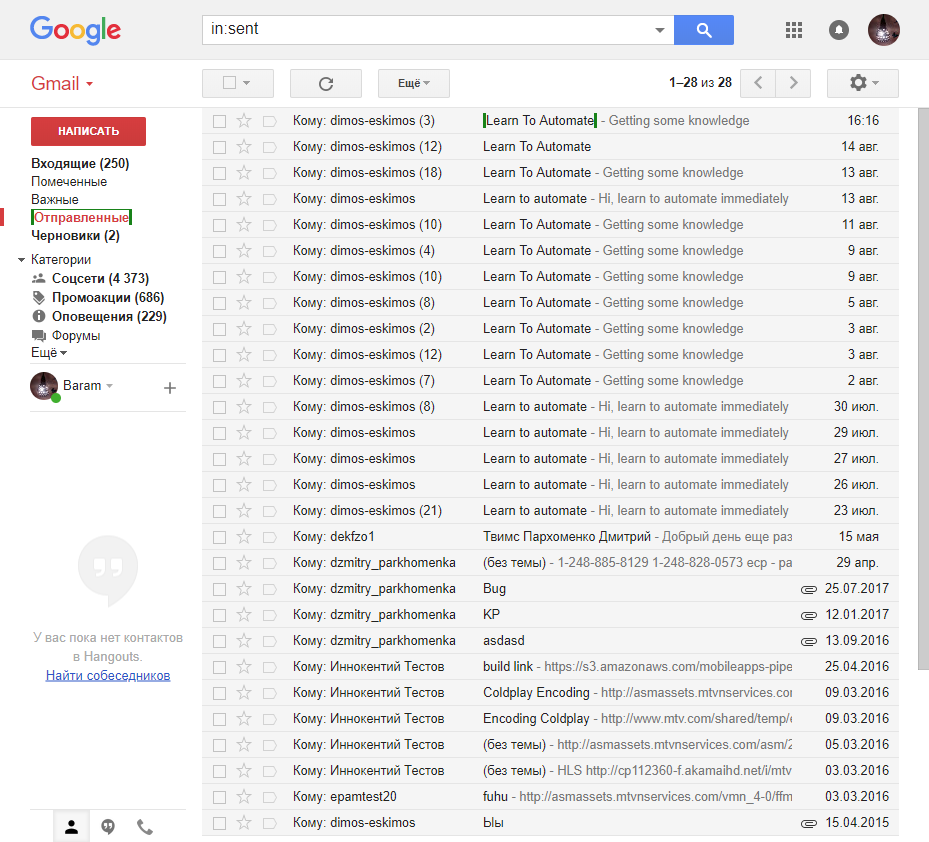 Google
in:sent
Gmail
Ещё
1–28 из 28
НАПИСАТЬ
Входящие (250)
Помеченные
Важные
Отправленные
Черновики (2)
Категории
Соцсети (4 373)
Промоакции (686)
Оповещения (229)
Форумы
Ещё
Baram
У вас пока нет контактов
в Hangouts.
Найти собеседников
Кому: dimos-eskimos (3) Learn To Automate - Getting some knowledge 16:16
Кому: dimos-eskimos (12) Learn To Automate 14 авг.
Кому: dimos-eskimos (18) Learn To Automate - Getting some knowledge 13 авг.
Кому: dimos-eskimos Learn to automate - Hi, learn to automate immediately 13 авг.
Кому: dimos-eskimos (10) Learn To Automate - Getting some knowledge 11 авг.
Кому: dimos-eskimos (4) Learn To Automate - Getting some knowledge 9 авг.
Кому: dimos-eskimos (10) Learn To Automate - Getting some knowledge 9 авг.
Кому: dimos-eskimos (8) Learn To Automate - Getting some knowledge 5 авг.
Кому: dimos-eskimos (2) Learn To Automate - Getting some knowledge 3 авг.
Кому: dimos-eskimos (12) Learn To Automate - Getting some knowledge 3 авг.
Кому: dimos-eskimos (7) Learn To Automate - Getting some knowledge 2 авг.
Кому: dimos-eskimos (8) Learn to automate - Hi, learn to automate immediately 30 июл.
Кому: dimos-eskimos Learn to automate - Hi, learn to automate immediately 29 июл.
Кому: dimos-eskimos Learn to automate - Hi, learn to automate immediately 27 июл.
Кому: dimos-eskimos Learn to automate - Hi, learn to automate immediately 26 июл.
Кому: dimos-eskimos (21) Learn to automate - Hi, learn to automate immediately 23 июл.
Кому: dekfzo1 Твимс Пархоменко Дмитрий - Добрый день еще раз 15 мая
Кому: dzmitry_parkhomenka (без темы) - 1-248-885-8129 1-248-828-0573 еср - ра 29 апр.
Кому: dzmitry_parkhomenka Bug 25.07.2017
Кому: dzmitry_parkhomenka KP 12.01.2017
Кому: dzmitry_parkhomenka asdasd 13.09.2016
Кому: Иннокентий Тестов build link - https://s3.amazonaws.com/mobileapps-pipe 25.04.2016
Кому: Иннокентий Тестов Coldplay Encoding - http://asmassets.mtvnservices.com 09.03.2016
Кому: Иннокентий Тестов Encoding Coldplay - http://www.mtv.com/shared/temp/e 09.03.2016
Кому: Иннокентий Тестов (без темы) - http://asmassets.mtvnservices.com/asm/2 05.03.2016
Кому: Иннокентий Тестов (без темы) - HLS http://cp112360-f.akamaihd.net/i/mtv 03.03.2016
Кому: epamtest20 fuhu - http://asmassets.mtvnservices.com/vmn_4-0/ffm 03.03.2016
Кому: dimos-eskimos Ыы 15.04.2015